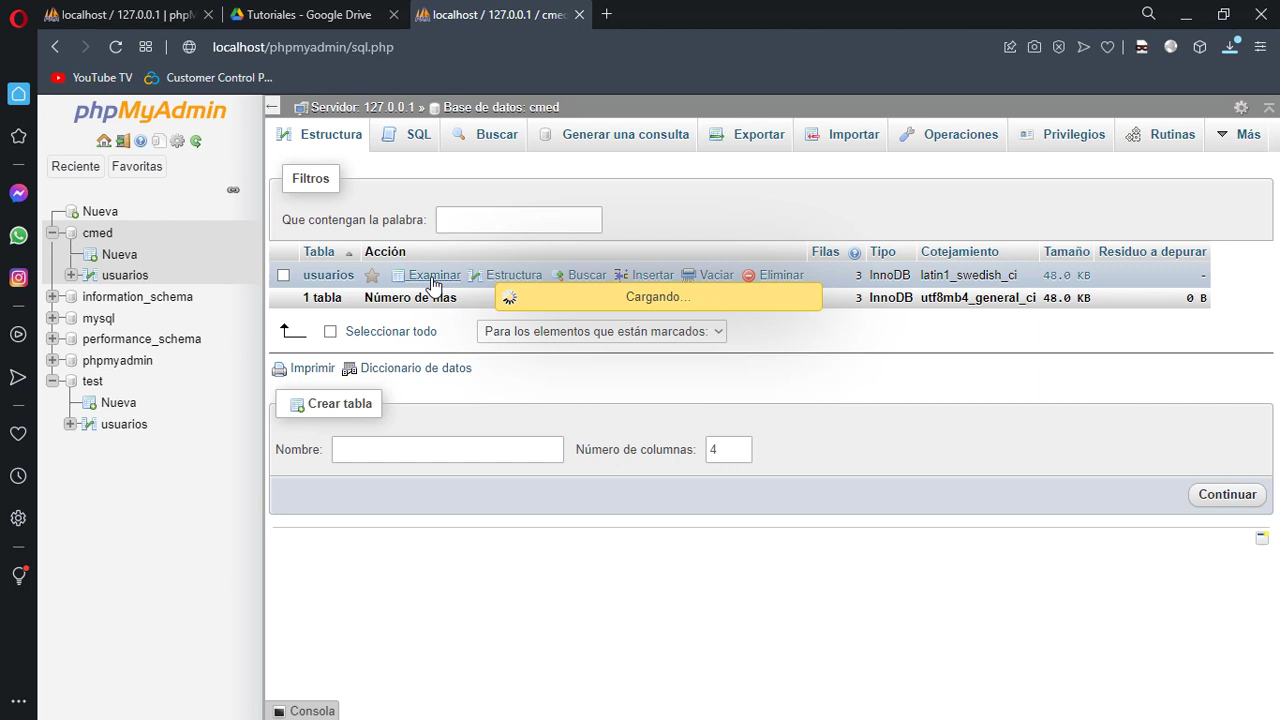 localhost / 127.0.0.1 | phpM
Tutoriales - Google Drive
localhost / 127.0.0.1 / cmed
localhost/phpmyadmin/sql.php
YouTube TV
Customer Control P...
phpMyAdmin
Reciente
Favoritas
Nueva
cmed
Nueva
usuarios
information_schema
mysql
performance_schema
phpmyadmin
test
Nueva
usuarios
Servidor: 127.0.0.1 » Base de datos: cmed
Estructura SQL Buscar Generar una consulta Exportar Importar Operaciones Privilegios Rutinas Más
Filtros
Que contengan la palabra:
Tabla Acción Filas Tipo Cotejamiento Tamaño Residuo a depurar
usuarios Examinar Estructura Buscar Insertar Vaciar Eliminar 3 InnoDB latin1_swedish_ci 48.0 KB -
1 tabla Número de filas 3 InnoDB utf8mb4_general_ci 48.0 KB 0 B
Cargando...
Seleccionar todo Para los elementos que están marcados:
Imprimir Diccionario de datos
Crear tabla
Nombre: Número de columnas: 4
Continuar
Consola